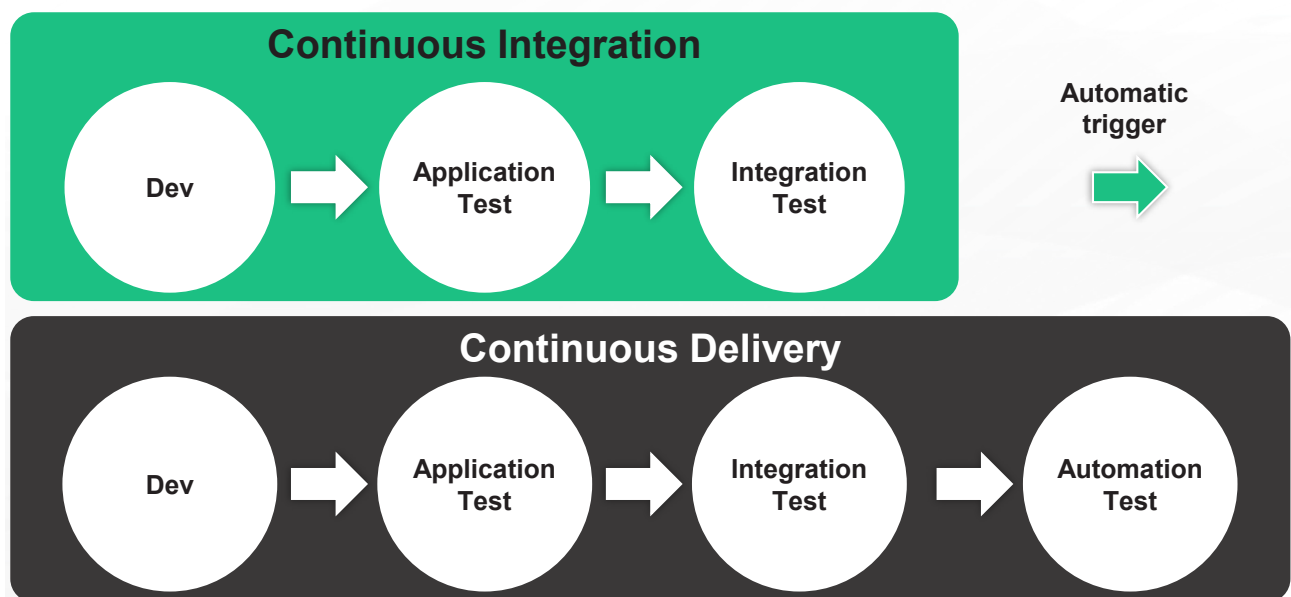 Continuous Integration
Automatic
trigger
Dev
Application
Test
Integration
Test
Continuous Delivery
Dev
Application
Test
Integration
Test
Automation
Test